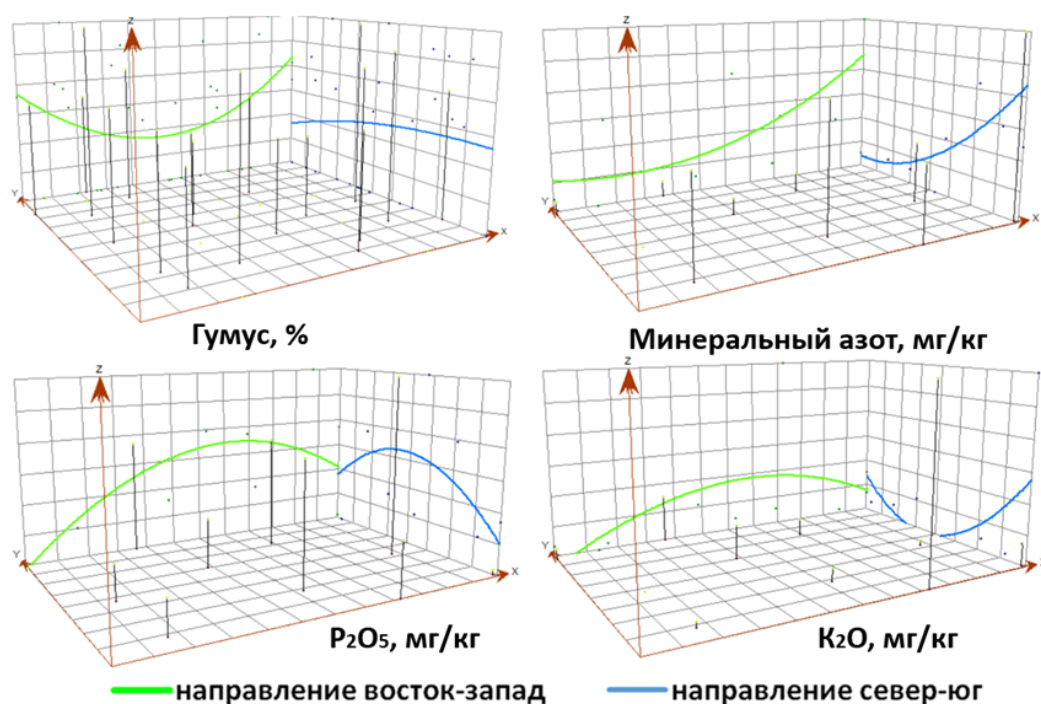 Z
Z
Y
X
Y
X
Гумус, %
Минеральный азот, мг/кг
Z
Z
Y
X
Y
P₂O₅, мг/кг
K₂O, мг/кг
направление восток-запад
направление север-юг